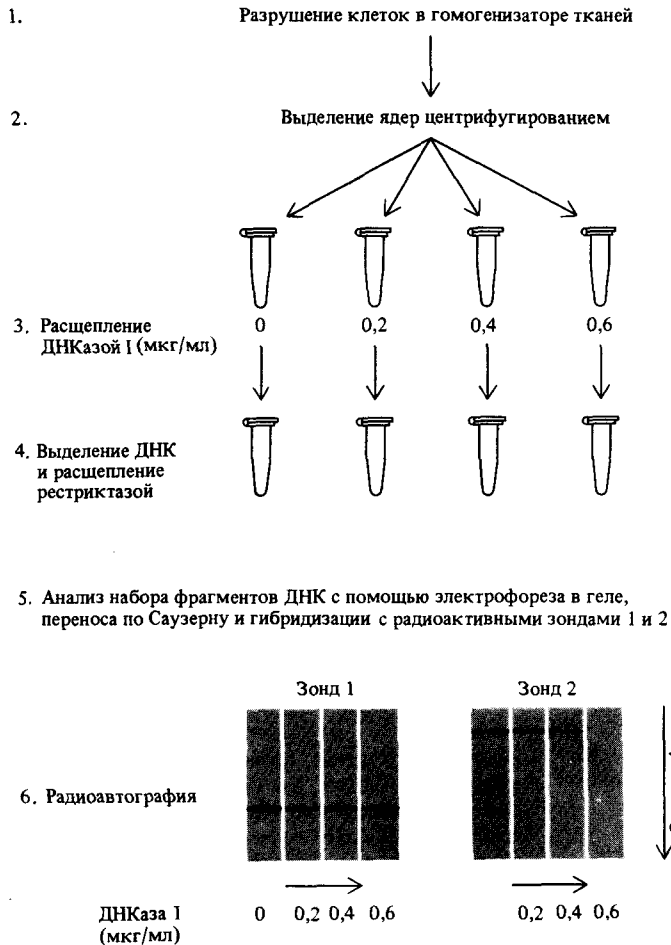 1. Разрушение клеток в гомогенизаторе тканей
2. Выделение ядер центрифугированием
3. Расщепление
ДНКазой I (мкг/мл)
0 0,2 0,4 0,6
4. Выделение ДНК
и расщепление
рестриктазой
5. Анализ набора фрагментов ДНК с помощью электрофореза в геле,
переноса по Саузерну и гибридизации с радиоактивными зондами 1 и 2
Зонд 1 Зонд 2
6. Радиоавтография
ДНКаза I
(мкг/мл)
0 0,2 0,4 0,6 0,2 0,4 0,6